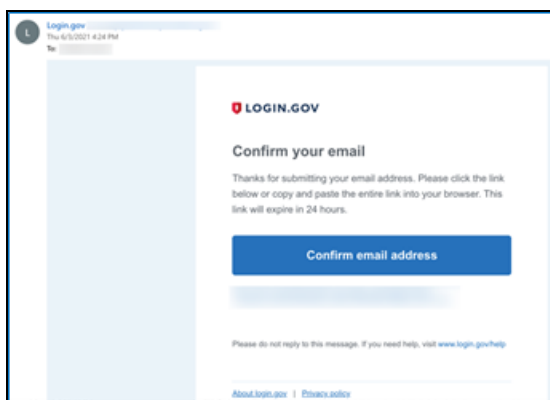 L
Login.gov
Thu 6/3/2021 4:24 PM
To:
LOGIN.GOV
Confirm your email
Thanks for submitting your email address. Please click the link
below or copy and paste the entire link into your browser. This
link will expire in 24 hours.
Confirm email address
Please do not reply to this message. If you need help, visit www.login.gov/help
About login.gov | Privacy policy